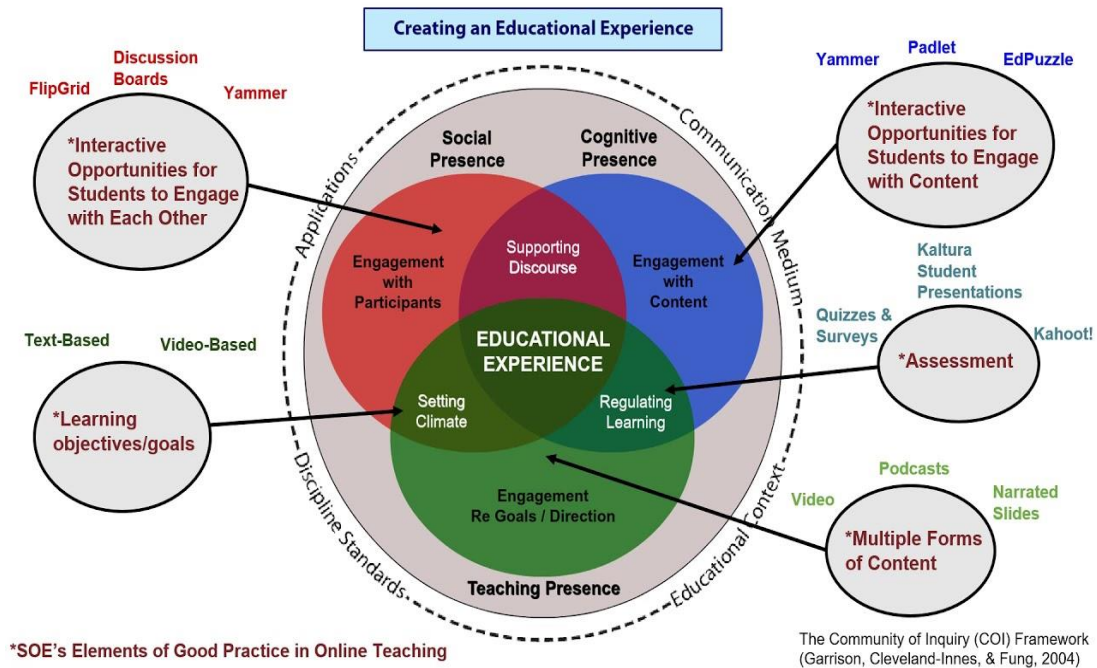 Creating an Educational Experience
FlipGrid
Discussion
Boards
Yammer
*Interactive
Opportunities for
Students to Engage
with Each Other
Yammer
Padlet
EdPuzzle
*Interactive
Opportunities for
Students to Engage
with Content
Applications
Communication Medium
Social
Presence
Cognitive
Presence
Engagement
with
Participants
Supporting
Discourse
Engagement
with
Content
EDUCATIONAL
EXPERIENCE
Setting
Climate
Regulating
Learning
Engagement
Re Goals / Direction
Teaching Presence
Discipline Standards
Educational Context
Text-Based
Video-Based
*Learning
objectives/goals
Kaltura
Student
Presentations
Quizzes &
Surveys
Kahoot!
*Assessment
Video
Podcasts
Narrated
Slides
*Multiple Forms
of Content
*SOE's Elements of Good Practice in Online Teaching
The Community of Inquiry (COI) Framework
(Garrison, Cleveland-Innes, & Fung, 2004)